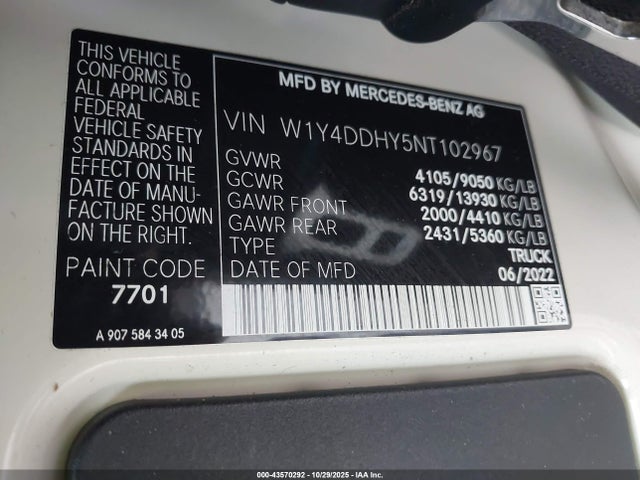 THIS VEHICLE
CONFORMS TO
ALL APPLICABLE
FEDERAL
VEHICLE SAFETY
STANDARDS IN
EFFECT ON THE
DATE OF MANU-
FACTURE SHOWN
ON THE RIGHT.
PAINT CODE
7701
A 907 584 34 05
MFD BY MERCEDES-BENZ AG
VIN W1Y4DDHY5NT102967
GVWR 4105/9050 KG/LB
GCWR 6319/13930 KG/LB
GAWR FRONT 2000/4410 KG/LB
GAWR REAR 2431/5360 KG/LB
TYPE TRUCK
DATE OF MFD 06/2022
000-43570292 - 10/29/2025 - IAA Inc.